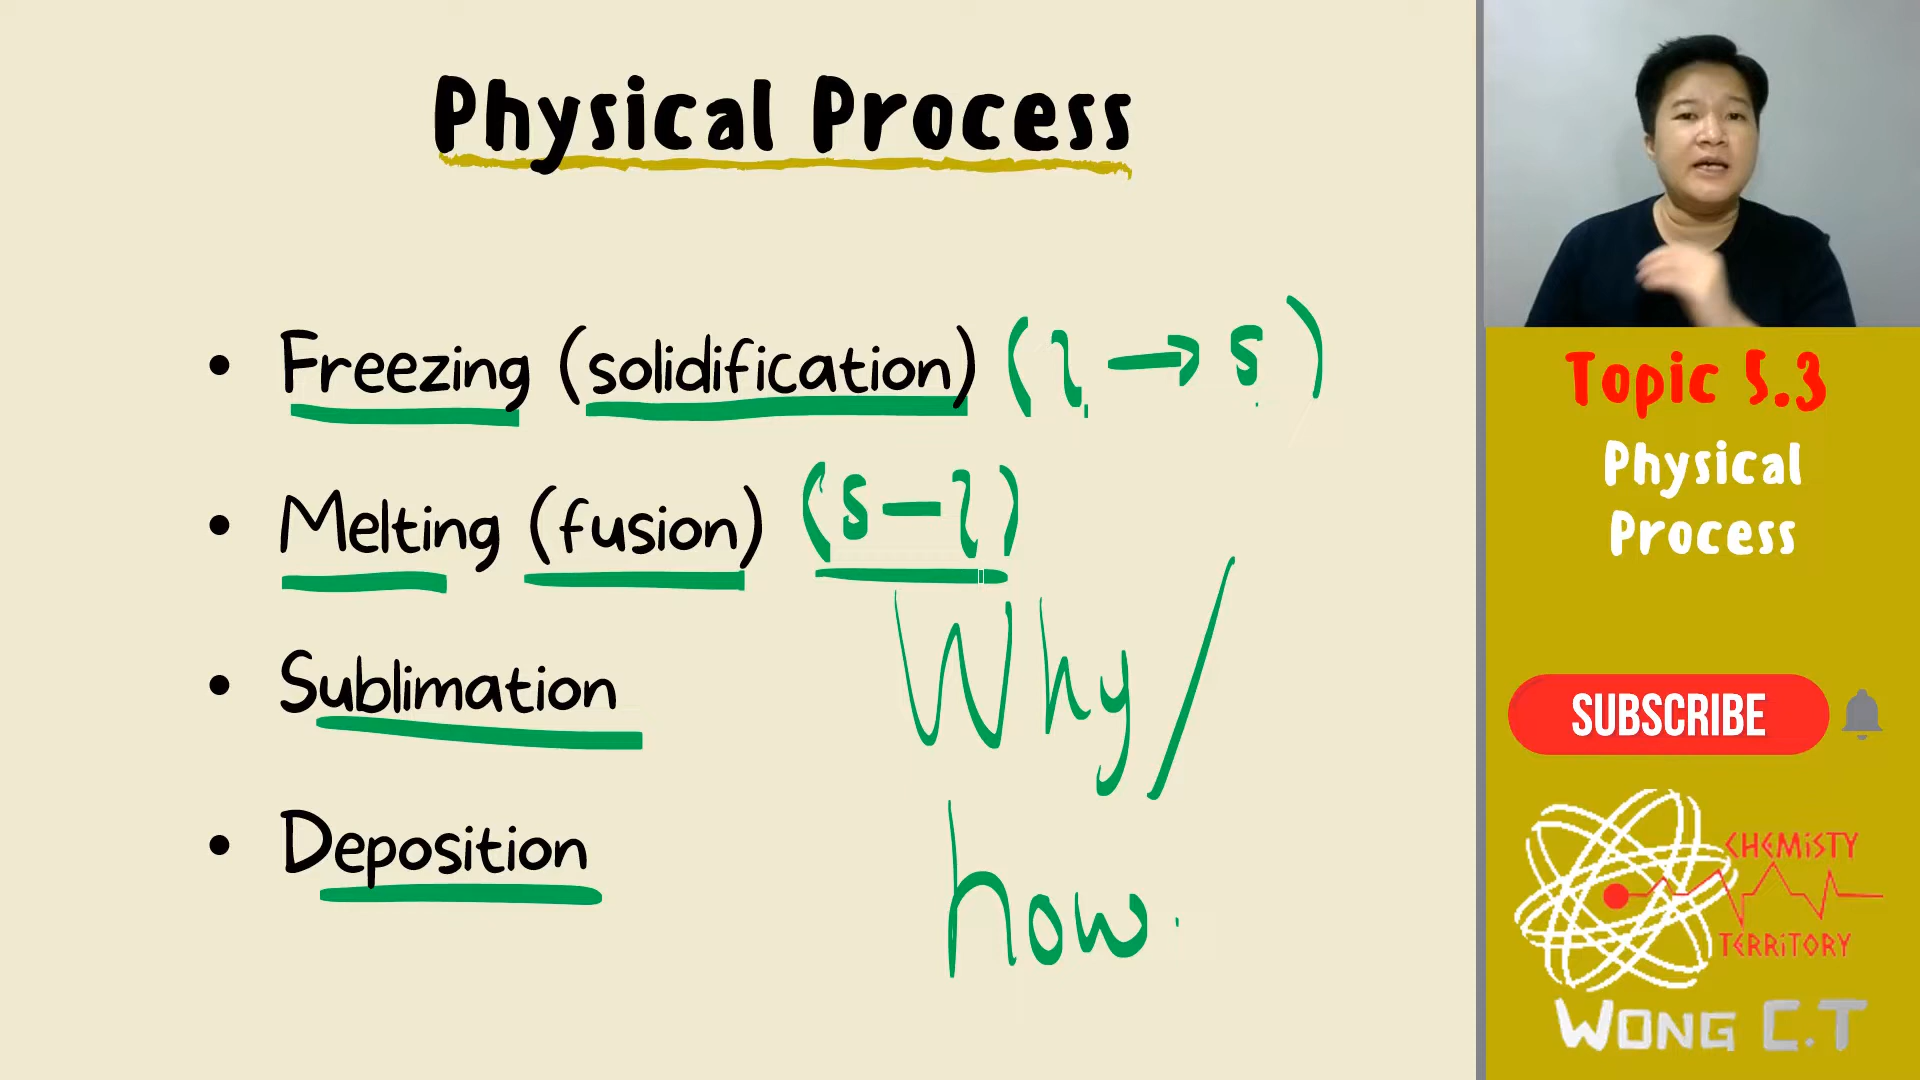 Physical Process
• Freezing (solidification) (l → s)
• Melting (fusion) (s – l)
• Sublimation
• Deposition
Why/
how.
Topic 5.3
Physical
Process
SUBSCRIBE
CHEMiSTY
TERRiTORY
WONG C.T